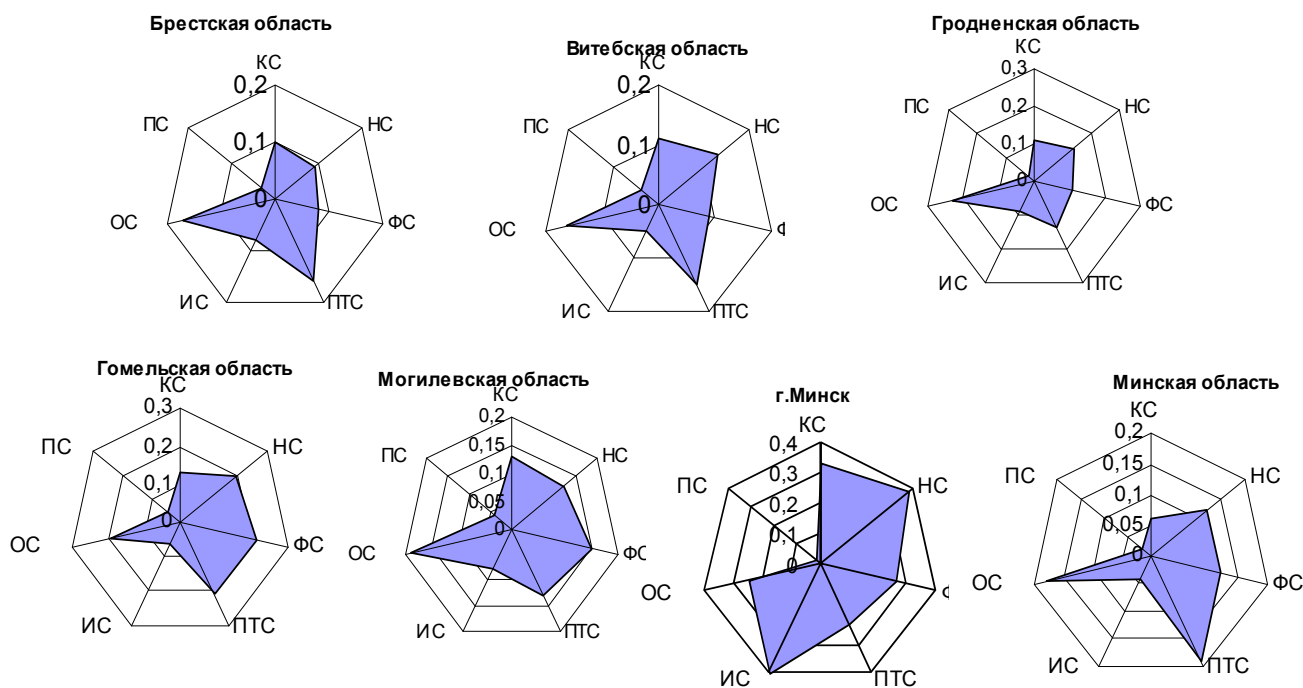 Брестская область
КС
0,2
0,1
0
НС
ФС
ПТС
ИС
ОС
ПС
Витебская область
КС
0,2
0,1
0
НС
ПТС
ИС
ОС
ПС
Гродненская область
КС
0,3
0,2
0,1
0
НС
ФС
ПТС
ИС
ОС
ПС
Гомельская область
КС
0,3
0,2
0,1
0
НС
ФС
ПТС
ИС
ОС
ПС
Могилевская область
КС
0,2
0,15
0,1
0,05
0
НС
ФС
ПТС
ИС
ОС
ПС
г.Минск
КС
0,4
0,3
0,2
0,1
0
НС
ПТС
ИС
ОС
ПС
Минская область
КС
0,2
0,15
0,1
0,05
0
НС
ФС
ПТС
ИС
ОС
ПС